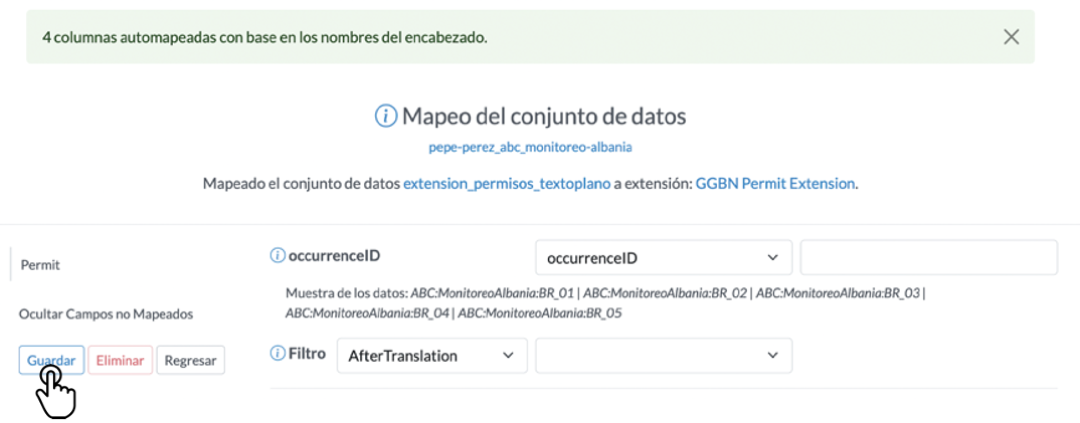 4 columnas automapeadas con base en los nombres del encabezado.
Mapeo del conjunto de datos
pepe-perez_abc_monitoreo-albania
Mapeado el conjunto de datos extension_permisos_textoplano a extensión: GGBN Permit Extension.
Permit
Ocultar Campos no Mapeados
Guardar Eliminar Regresar
occurrenceID occurrenceID
Muestra de los datos: ABC:MonitoreoAlbania:BR_01 | ABC:MonitoreoAlbania:BR_02 | ABC:MonitoreoAlbania:BR_03 |
ABC:MonitoreoAlbania:BR_04 | ABC:MonitoreoAlbania:BR_05
Filtro AfterTranslation